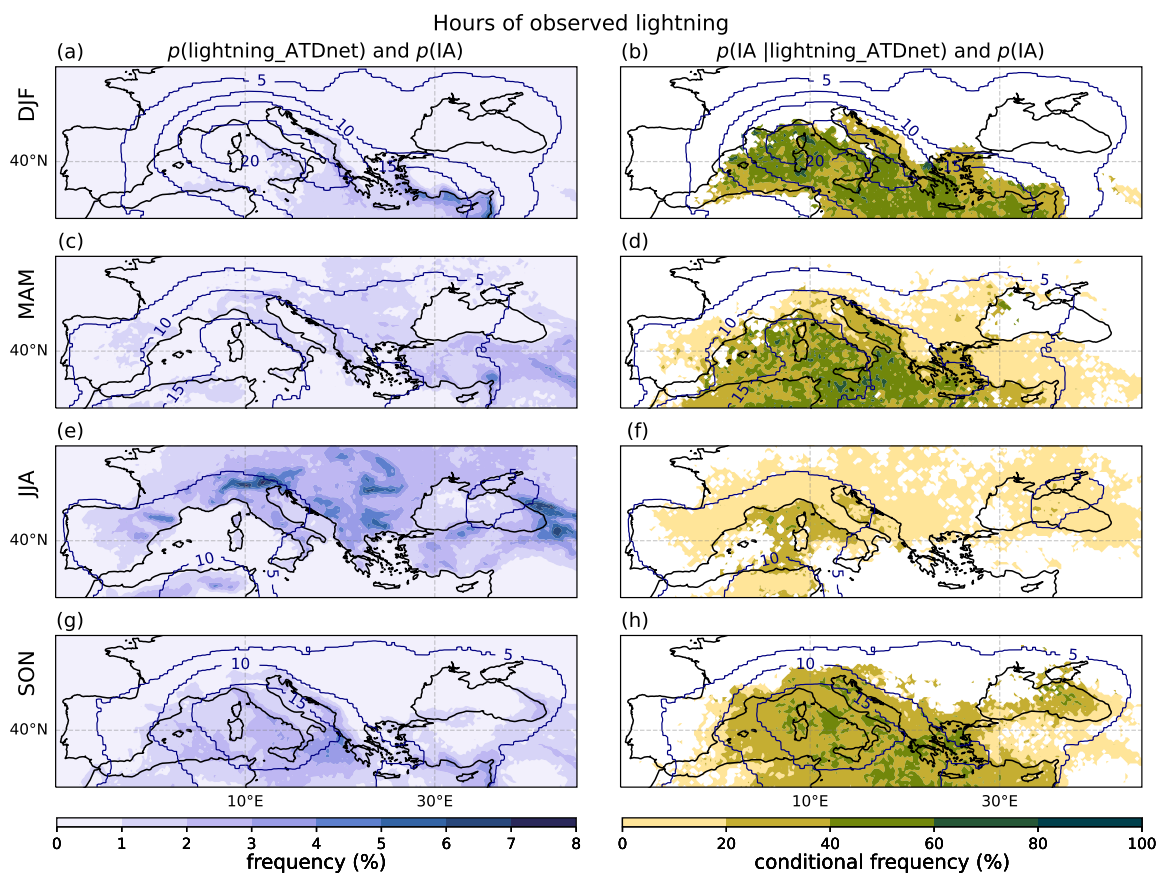 Hours of observed lightning
(a) p(lightning_ATDnet) and p(IA)
(b) p(IA |lightning_ATDnet) and p(IA)
DJF
40°N
5
10
20
15
5
10
20
15
(c)
(d)
MAM
40°N
5
10
15
5
10
15
(e)
(f)
JJA
40°N
10
5
10
5
(g)
(h)
SON
40°N
5
10
15
5
10
15
10°E 30°E
10°E 30°E
0 1 2 3 4 5 6 7 8
frequency (%)
0 20 40 60 80 100
conditional frequency (%)